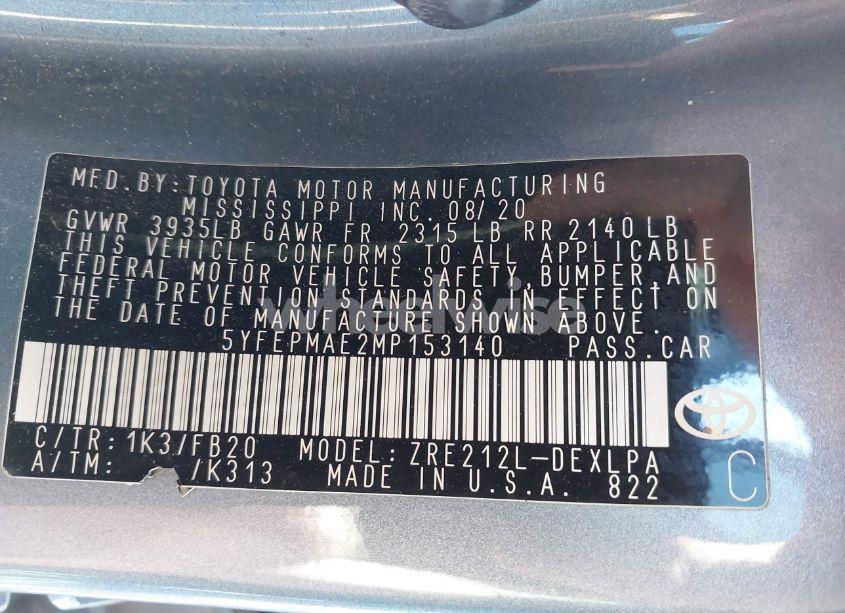 MFD.BY:TOYOTA MOTOR MANUFACTURING
MISSISSIPPI INC. 08/20
GVWR 3935LB GAWR FR 2315 LB RR 2140 LB
THIS VEHICLE CONFORMS TO ALL APPLICABLE
FEDERAL MOTOR VEHICLE SAFETY,BUMPER,AND
THEFT PREVENTION STANDARDS IN EFFECT ON
THE DATE OF MANUFACTURE SHOWN ABOVE.
5YFEPMAE2MP153140 PASS.CAR
C/TR: 1K3/FB20 MODEL: ZRE212L-DEXLPA
A/TM: /K313 MADE IN U.S.A. 822 C